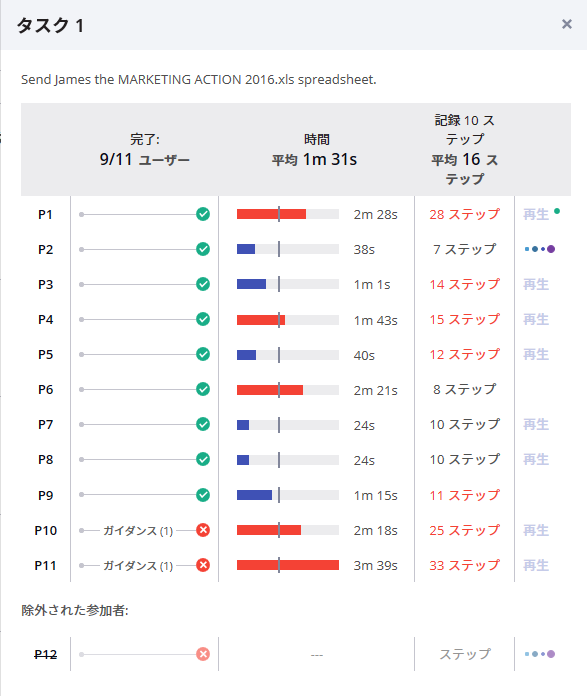 タスク 1
Send James the MARKETING ACTION 2016.xls spreadsheet.
完了:
9/11 ユーザー
時間
平均 1m 31s
記録 10 ス
テップ
平均 16 ス
テップ
P1 2m 28s 28 ステップ 再生
P2 38s 7 ステップ
P3 1m 1s 14 ステップ 再生
P4 1m 43s 15 ステップ 再生
P5 40s 12 ステップ 再生
P6 2m 21s 8 ステップ
P7 24s 10 ステップ 再生
P8 24s 10 ステップ 再生
P9 1m 15s 11 ステップ
P10 ガイダンス (1) 2m 18s 25 ステップ 再生
P11 ガイダンス (1) 3m 39s 33 ステップ 再生
除外された参加者:
P12 --- ステップ